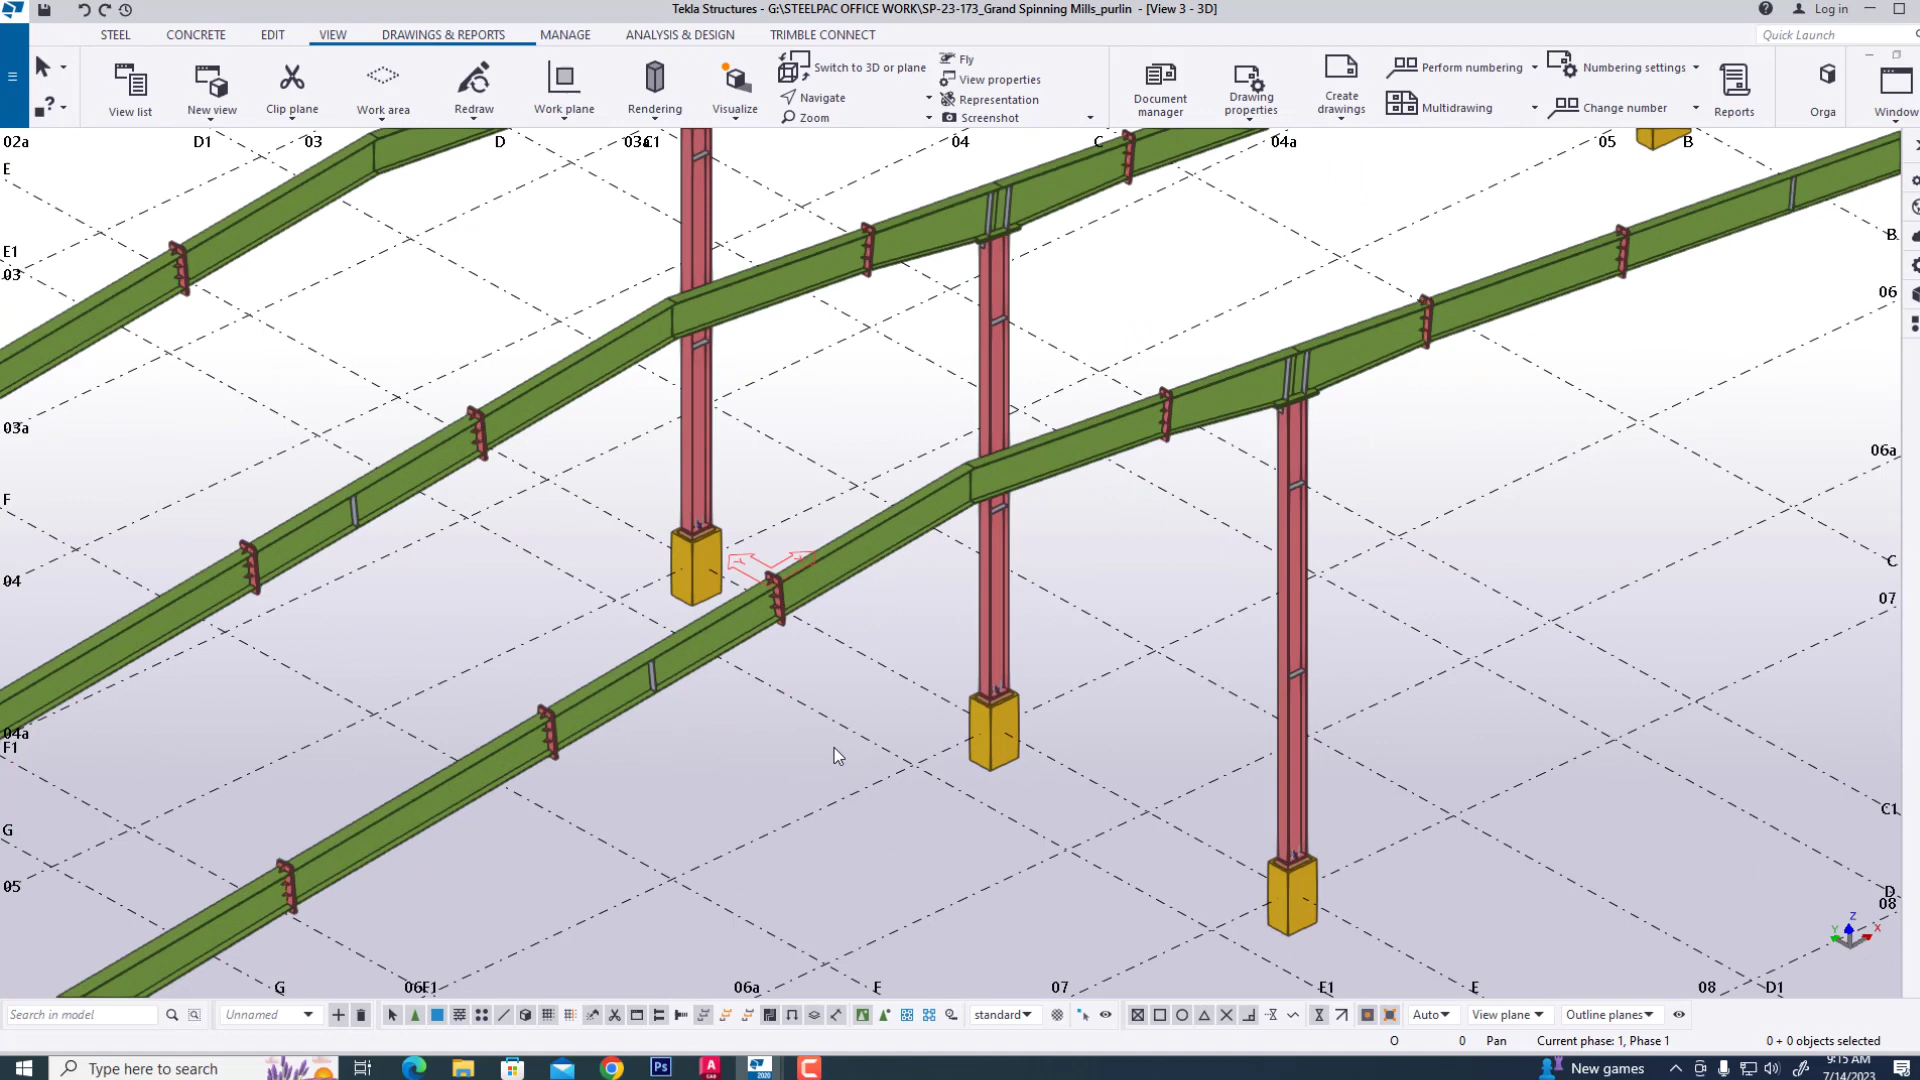 Tekla Structures - G:\STEELPAC OFFICE WORK\SP-23-173_Grand Spinning Mills_purlin - [View 3 - 3D]
Log in
STEEL CONCRETE EDIT VIEW DRAWINGS & REPORTS MANAGE ANALYSIS & DESIGN TRIMBLE CONNECT
Quick Launch
View list
New view
Clip plane
Work area
Redraw
Work plane
Rendering
Visualize
Switch to 3D or plane
Navigate
Zoom
Fly
View properties
Representation
Screenshot
Document manager
Drawing properties
Create drawings
Perform numbering
Multidrawing
Numbering settings
Change number
Reports
Orga
Window
02a D1 03 D 03a C1 04 C 04a 05 B
E
E1
03
03a
F
04
04a
F1
G
05
B
06
06a
C
07
C1
D
08
Z
Y X
G 06 F1 06a F 07 E1 E 08 D1
Search in model
Unnamed
standard
Auto
View plane
Outline planes
O 0 Pan Current phase: 1, Phase 1 0 + 0 objects selected
Type here to search
Ps
2020
New games
9:15 AM
7/14/2023